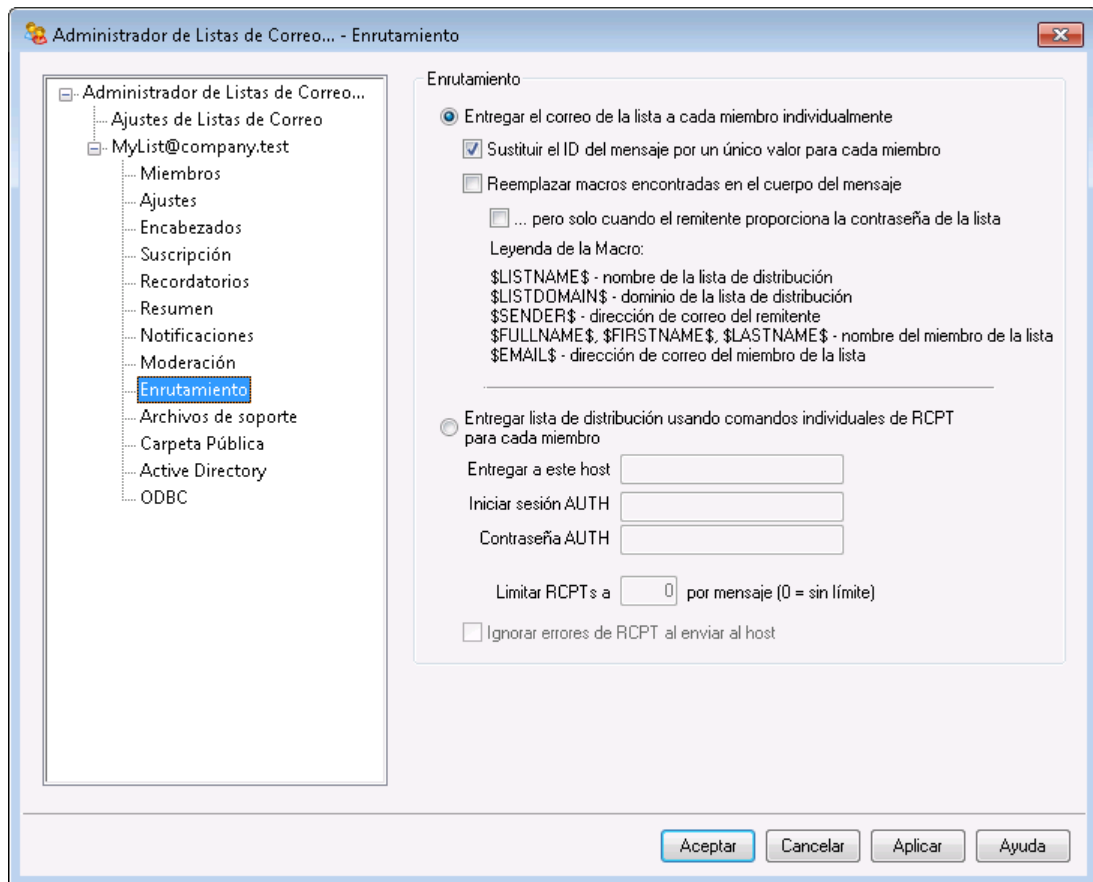 Administrador de Listas de Correo... - Enrutamiento
Administrador de Listas de Correo...
Ajustes de Listas de Correo
MyList@company.test
Miembros
Ajustes
Encabezados
Suscripción
Recordatorios
Resumen
Notificaciones
Moderación
Enrutamiento
Archivos de soporte
Carpeta Pública
Active Directory
ODBC
Enrutamiento
Entregar el correo de la lista a cada miembro individualmente
Sustituir el ID del mensaje por un único valor para cada miembro
Reemplazar macros encontradas en el cuerpo del mensaje
... pero solo cuando el remitente proporciona la contraseña de la lista
Leyenda de la Macro:
$LISTNAME$ - nombre de la lista de distribución
$LISTDOMAIN$ - dominio de la lista de distribución
$SENDER$ - dirección de correo del remitente
$FULLNAME$, $FIRSTNAME$, $LASTNAME$ - nombre del miembro de la lista
$EMAIL$ - dirección de correo del miembro de la lista
Entregar lista de distribución usando comandos individuales de RCPT
para cada miembro
Entregar a este host
Iniciar sesión AUTH
Contraseña AUTH
Limitar RCPTs a 0 por mensaje (0 = sin límite)
Ignorar errores de RCPT al enviar al host
Aceptar Cancelar Aplicar Ayuda